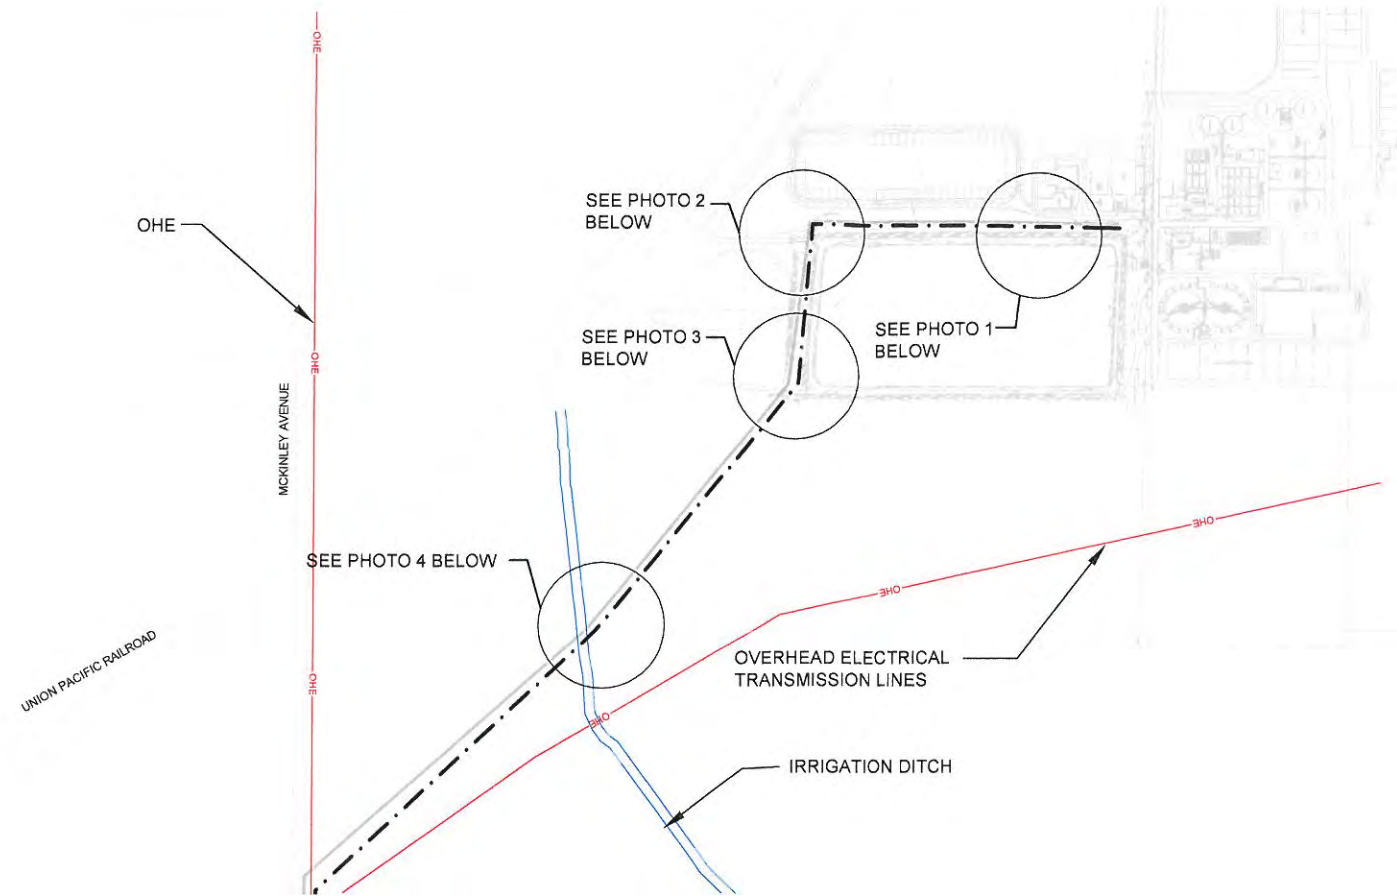 OHE
SEE PHOTO 2
BELOW
OHE
SEE PHOTO 3
BELOW
SEE PHOTO 1
BELOW
OHE
MCKINLEY AVENUE
OHE
SEE PHOTO 4 BELOW
OHE
OVERHEAD ELECTRICAL
TRANSMISSION LINES
UNION PACIFIC RAILROAD
OHE
OHE
IRRIGATION DITCH